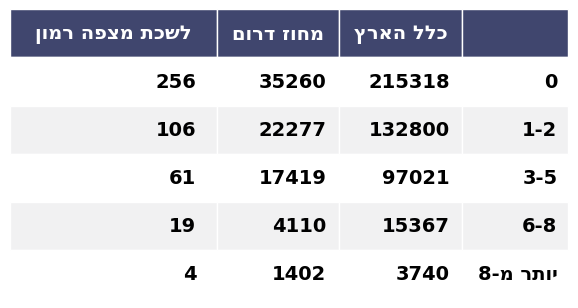 כלל הארץ מחוז דרום לשכת מצפה רמון
0 215318 35260 256
1-2 132800 22277 106
3-5 97021 17419 61
6-8 15367 4110 19
יותר מ-8 3740 1402 4